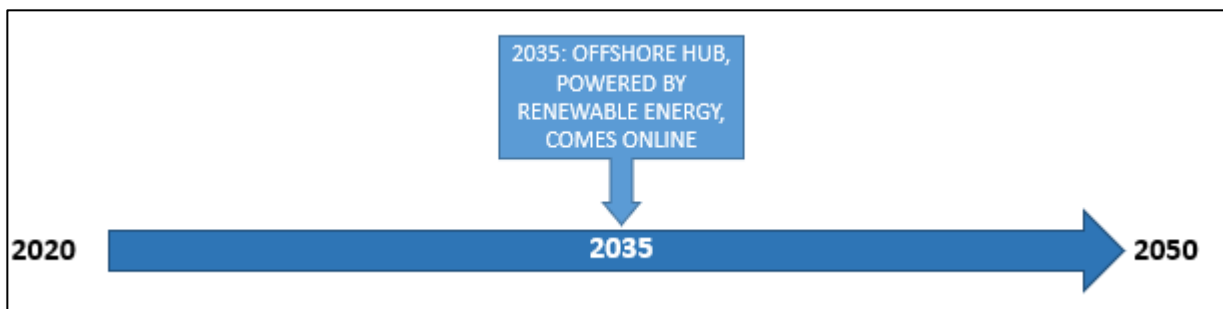 2035: OFFSHORE HUB,
POWERED BY
RENEWABLE ENERGY,
COMES ONLINE
2020
2035
2050